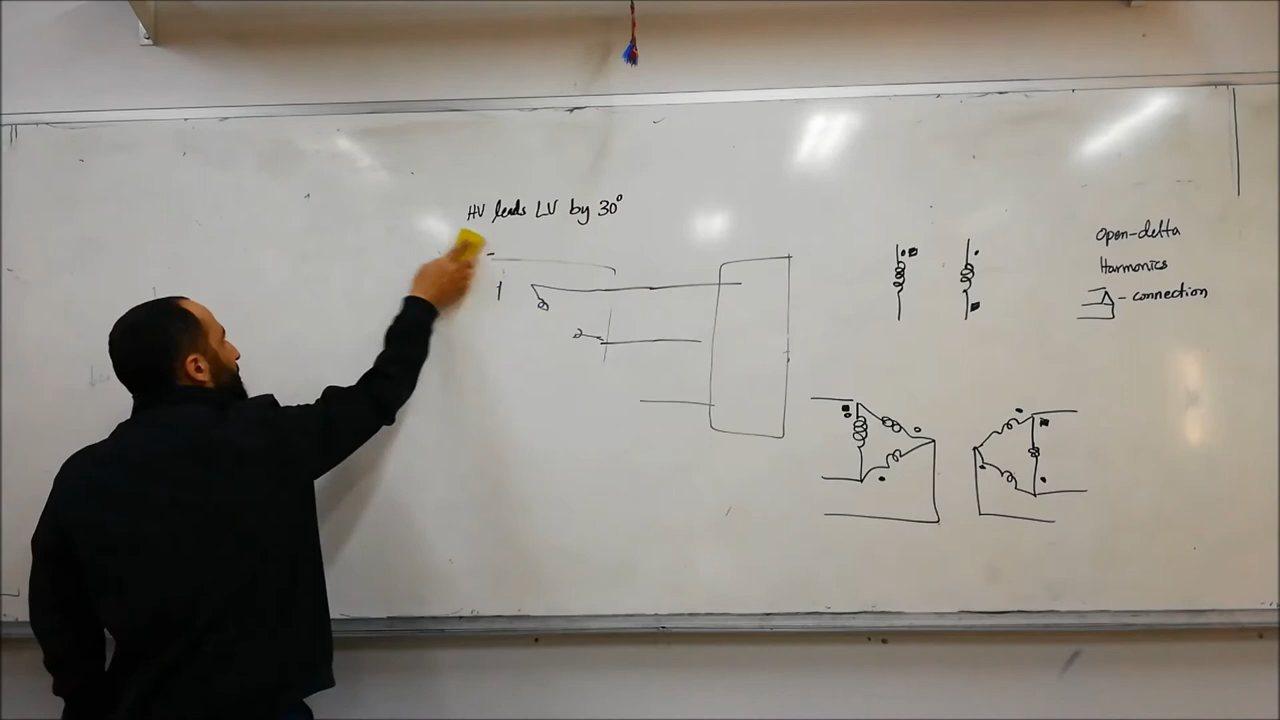 HV leads LV by 30°
Open-delta
Harmonics
Δ - connection